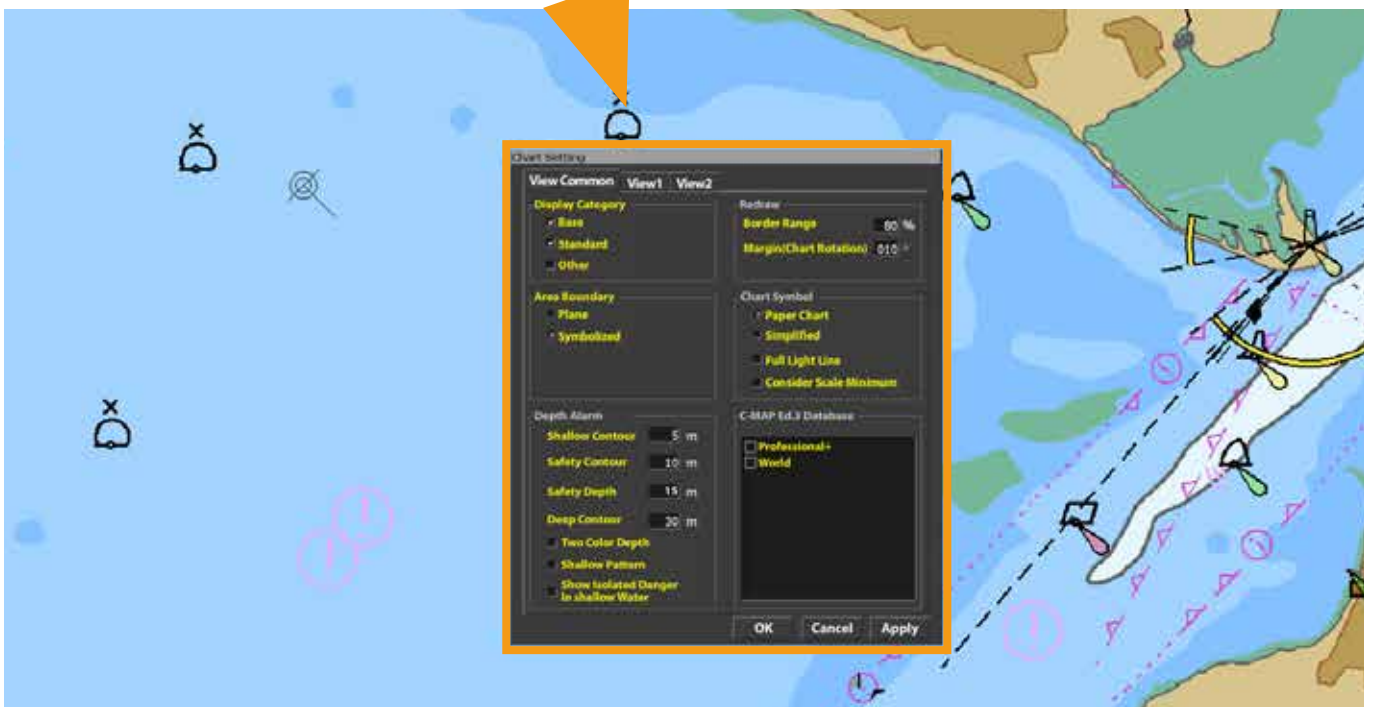 Chart Setting
View Common View1 View2
Display Category
Base
Standard
Other
Redraw
Border Range 80 %
Margin(Chart Rotation) 010 °
Area Boundary
Plane
Symbolized
Chart Symbol
Paper Chart
Simplified
Full Light Line
Consider Scale Minimum
Depth Alarm
Shallow Contour 5 m
Safety Contour 10 m
Safety Depth 15 m
Deep Contour 20 m
Two Color Depth
Shallow Pattern
Show Isolated Danger
In shallow Water
C-MAP Ed.3 Database
Professional+
World
OK Cancel Apply